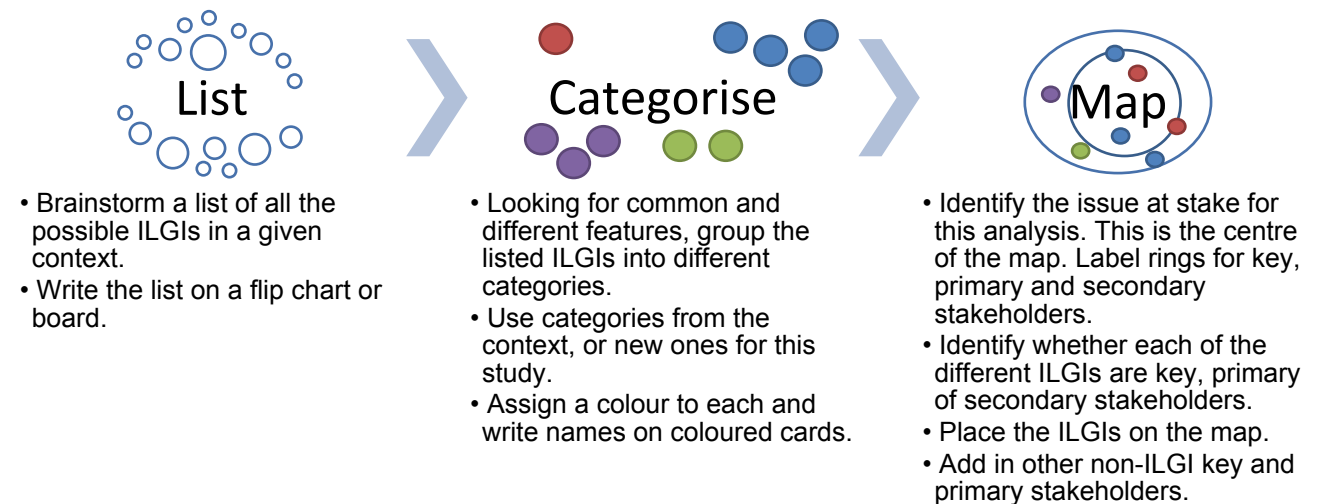 List
• Brainstorm a list of all the
possible ILGIs in a given
context.
• Write the list on a flip chart or
board.
Categorise
• Looking for common and
different features, group the
listed ILGIs into different
categories.
• Use categories from the
context, or new ones for this
study.
• Assign a colour to each and
write names on coloured cards.
Map
• Identify the issue at stake for
this analysis. This is the centre
of the map. Label rings for key,
primary and secondary
stakeholders.
• Identify whether each of the
different ILGIs are key, primary
of secondary stakeholders.
• Place the ILGIs on the map.
• Add in other non-ILGI key and
primary stakeholders.